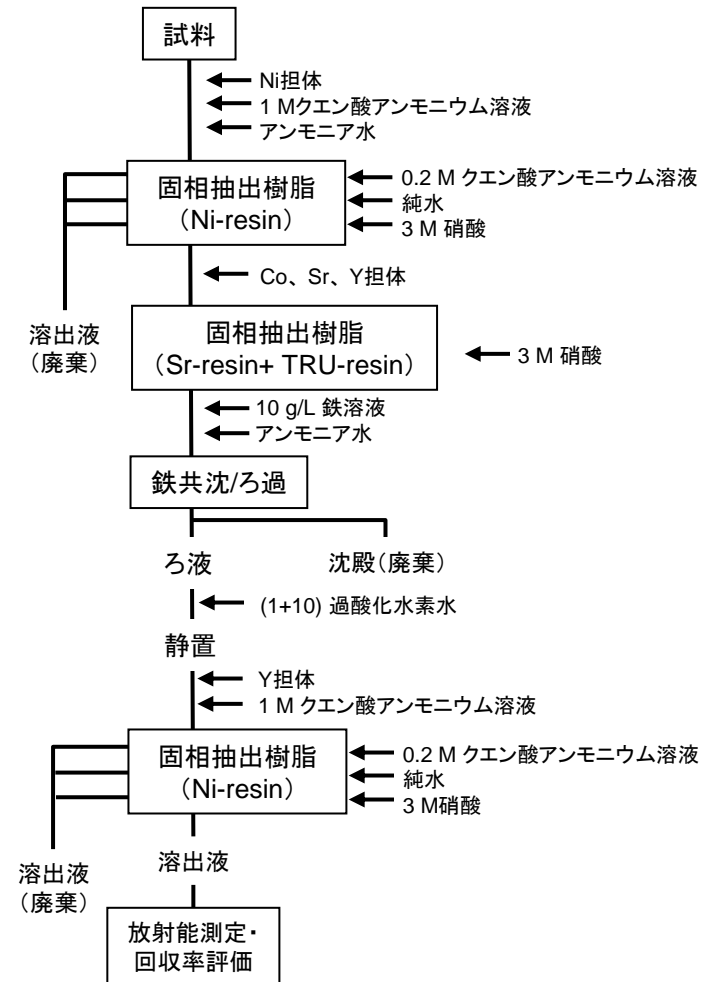 試料
Ni担体
1 Mクエン酸アンモニウム溶液
アンモニア水
固相抽出樹脂
（Ni-resin）
0.2 M クエン酸アンモニウム溶液
純水
3 M 硝酸
Co、Sr、Y担体
溶出液
（廃棄）
固相抽出樹脂
（Sr-resin+ TRU-resin）
3 M 硝酸
10 g/L 鉄溶液
アンモニア水
鉄共沈/ろ過
ろ液
沈殿（廃棄）
(1+10) 過酸化水素水
静置
Y担体
1 M クエン酸アンモニウム溶液
固相抽出樹脂
（Ni-resin）
0.2 M クエン酸アンモニウム溶液
純水
3 M硝酸
溶出液
（廃棄）
溶出液
放射能測定・
回収率評価